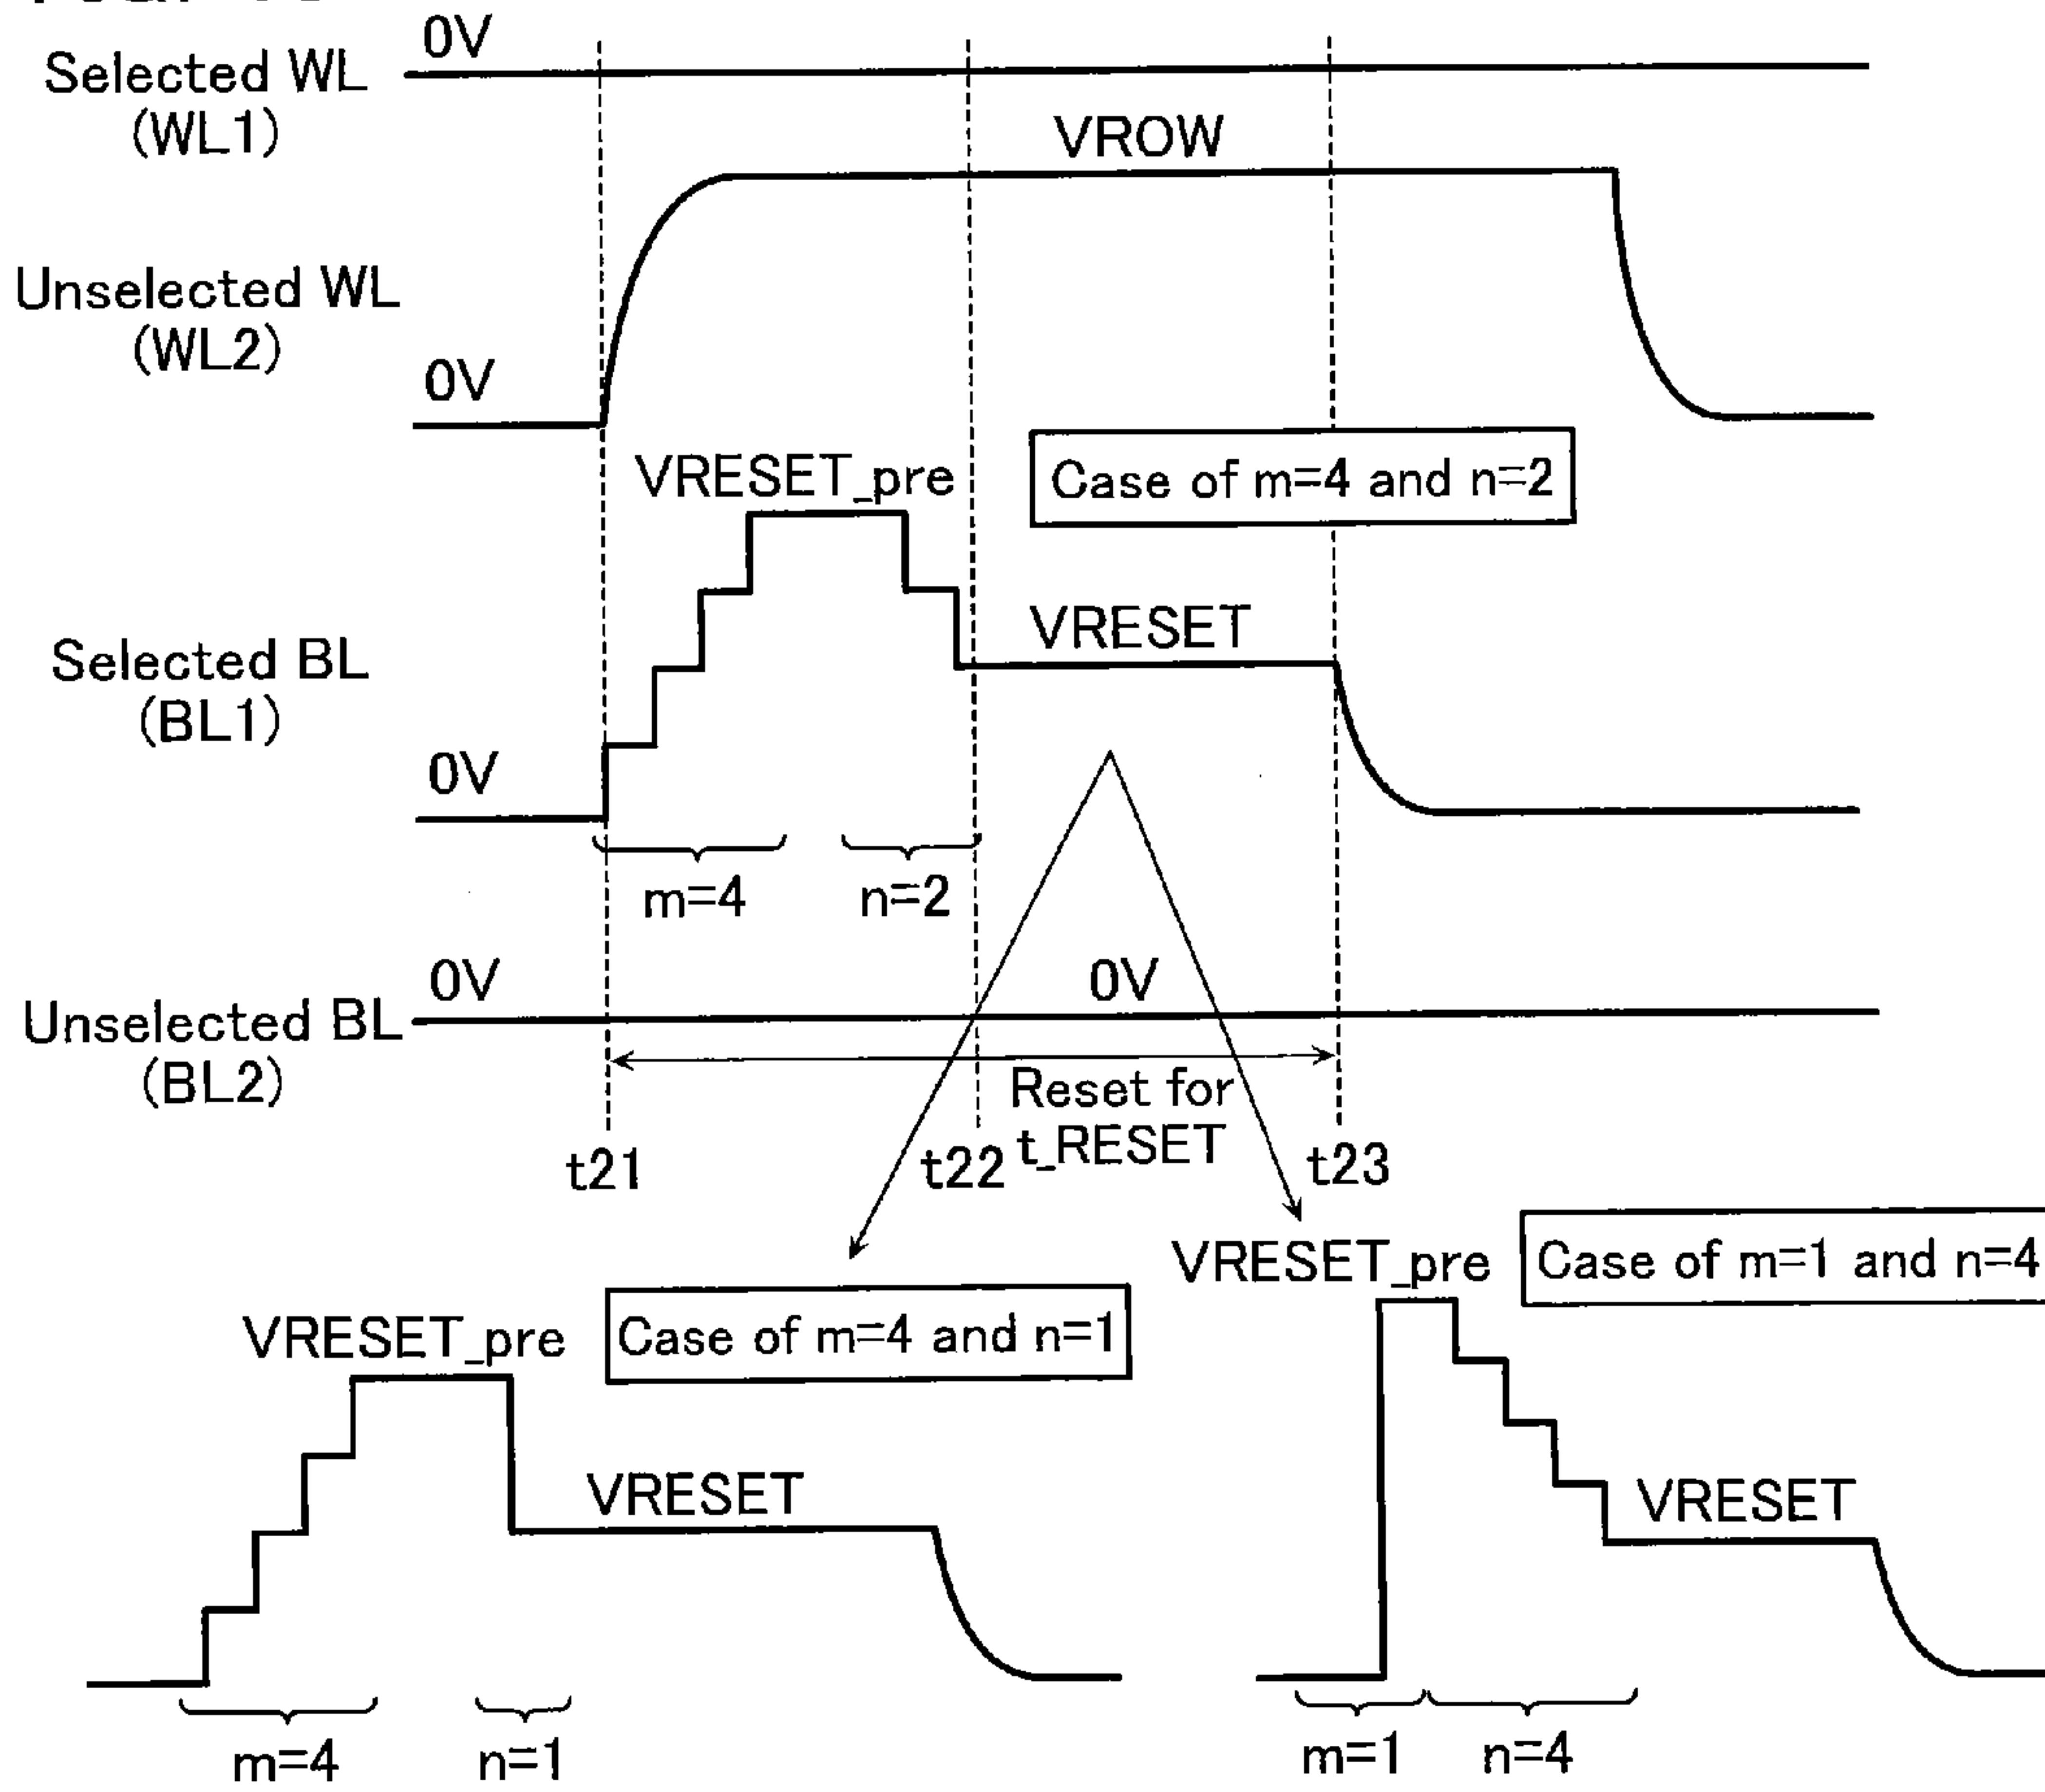 0V
Selected WL
(WL1)
VROW
Unselected WL
(WL2)
0V
VRESET_pre
Case of m=4 and n=2
VRESET
Selected BL
(BL1)
0V
m=4
n=2
0V
0V
Unselected BL
(BL2)
Reset for
t_RESET
t21
t22
t23
VRESET_pre
Case of m=1 and n=4
VRESET_pre
Case of m=4 and n=1
VRESET
VRESET
m=4
n=1
m=1
n=4